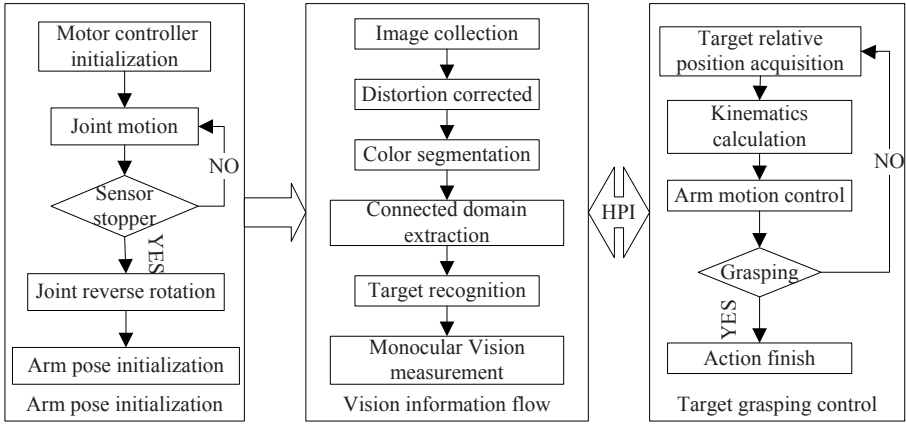 Motor controller
initialization
Joint motion
NO
Sensor
stopper
YES
Joint reverse rotation
Arm pose initialization
Arm pose initialization
Image collection
Distortion corrected
Color segmentation
Connected domain
extraction
Target recognition
Monocular Vision
measurement
Vision information flow
HPI
Target relative
position acquisition
Kinematics
calculation
NO
Arm motion control
Grasping
YES
Action finish
Target grasping control